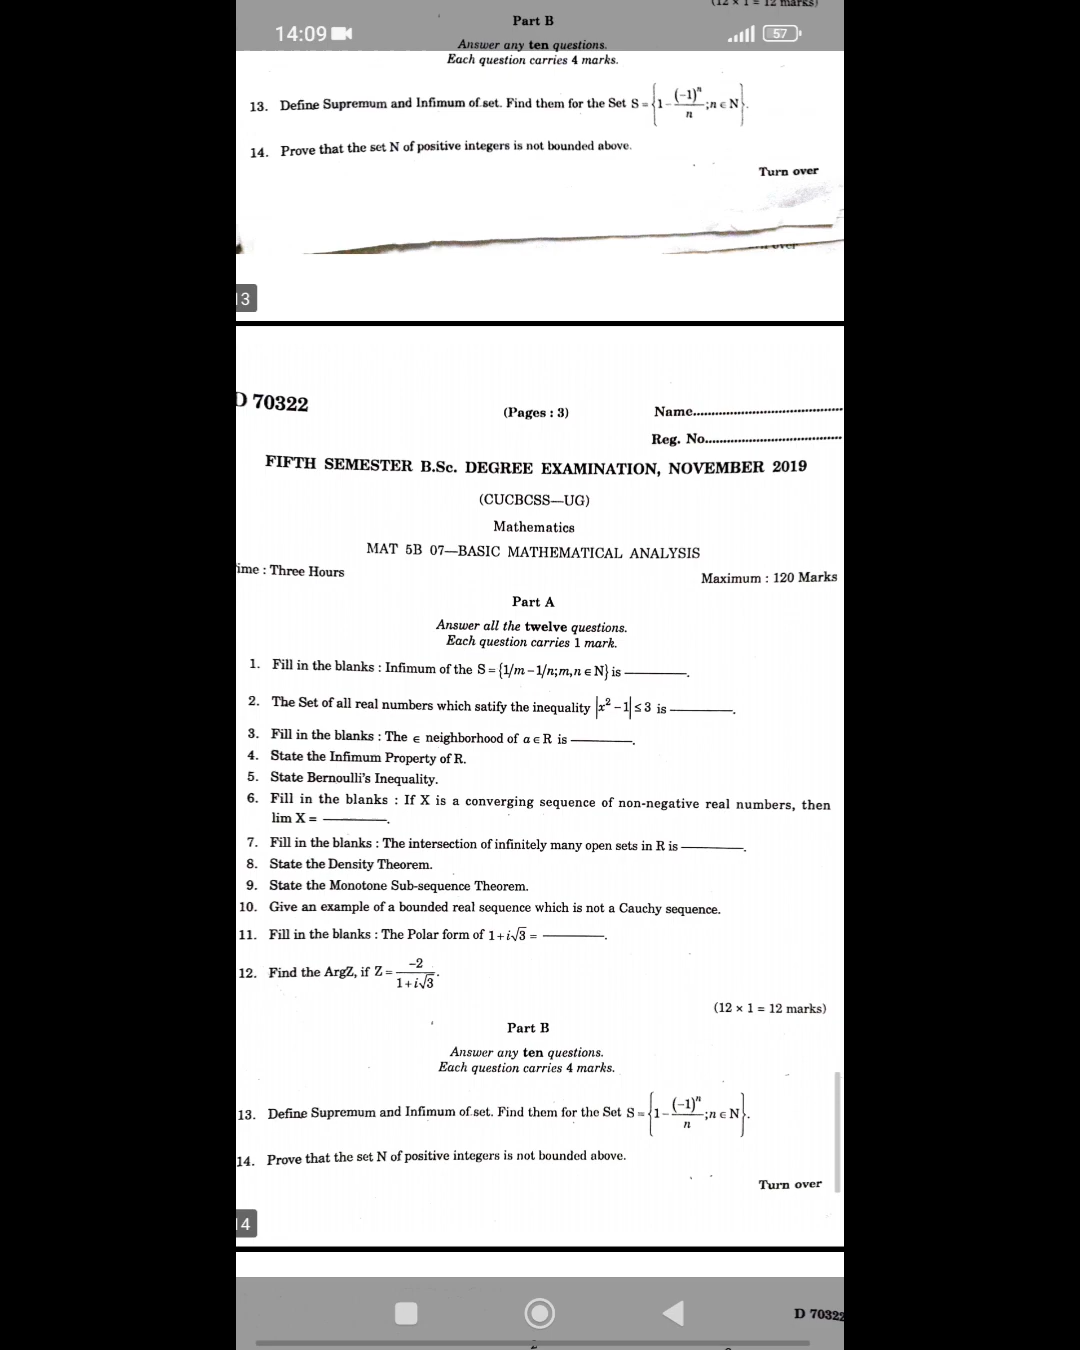 (12 × 1 = 12 marks)
14:09
57
Part B
Answer any ten questions.
Each question carries 4 marks.
13. Define Supremum and Infimum of set. Find them for the Set S = {1 - (-1)ⁿ/n ; n ∈ N}.
14. Prove that the set N of positive integers is not bounded above.
Turn over
13
D 70322
(Pages : 3)
Name
Reg. No.
FIFTH SEMESTER B.Sc. DEGREE EXAMINATION, NOVEMBER 2019
(CUCBCSS—UG)
Mathematics
MAT 5B 07—BASIC MATHEMATICAL ANALYSIS
ime : Three Hours
Maximum : 120 Marks
Part A
Answer all the twelve questions.
Each question carries 1 mark.
1. Fill in the blanks : Infimum of the S = {1/m – 1/n; m, n ∈ N} is ———.
2. The Set of all real numbers which satify the inequality |x² – 1| ≤ 3 is ———.
3. Fill in the blanks : The ∈ neighborhood of a ∈ R is ———.
4. State the Infimum Property of R.
5. State Bernoulli's Inequality.
6. Fill in the blanks : If X is a converging sequence of non-negative real numbers, then
lim X = ———.
7. Fill in the blanks : The intersection of infinitely many open sets in R is ———.
8. State the Density Theorem.
9. State the Monotone Sub-sequence Theorem.
10. Give an example of a bounded real sequence which is not a Cauchy sequence.
11. Fill in the blanks : The Polar form of 1 + i√3 = ———.
12. Find the ArgZ, if Z = -2/(1 + i√3).
(12 × 1 = 12 marks)
Part B
Answer any ten questions.
Each question carries 4 marks.
13. Define Supremum and Infimum of set. Find them for the Set S = {1 - (-1)ⁿ/n ; n ∈ N}.
14. Prove that the set N of positive integers is not bounded above.
Turn over
14
D 70322